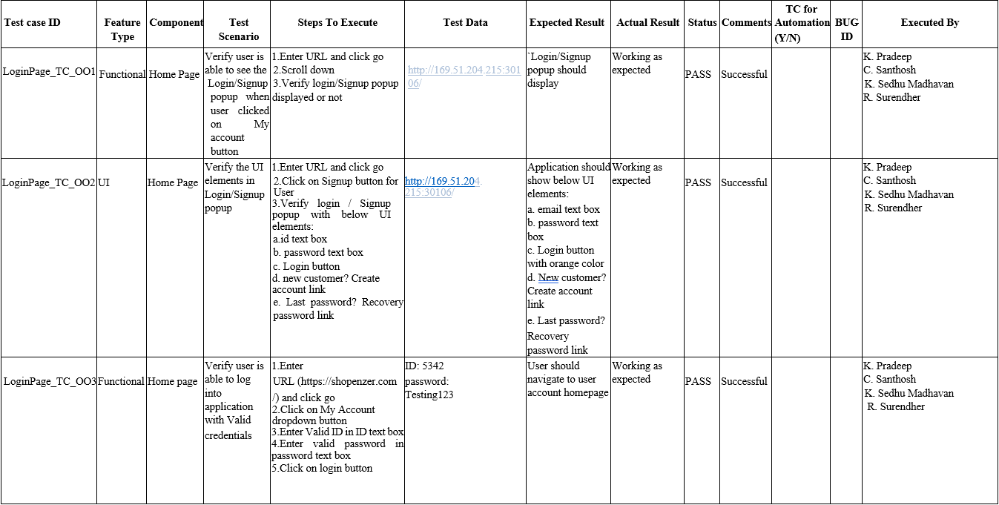 Test case ID
Feature
Type
Component
Test
Scenario
Steps To Execute
Test Data
Expected Result
Actual Result
Status
Comments
TC for
Automation
(Y/N)
BUG
ID
Executed By
LoginPage_TC_OO1
Functional
Home Page
Verify user is
able to see the
Login/Signup
popup when
user clicked
on My
account
button
1.Enter URL and click go
2.Scroll down
3.Verify login/Signup popup
displayed or not
http://169.51.204.215:301
06/
`Login/Signup
popup should
display
Working as
expected
PASS
Successful
K. Pradeep
C. Santhosh
K. Sedhu Madhavan
R. Surendher
LoginPage_TC_OO2
UI
Home Page
Verify the UI
elements in
Login/Signup
popup
1.Enter URL and click go
2.Click on Signup button for
User
3.Verify login / Signup
popup with below UI
elements:
a.id text box
b. password text box
c. Login button
d. new customer? Create
account link
e. Last password? Recovery
password link
http://169.51.204.
215:30106/
Application should
show below UI
elements:
a. email text box
b. password text
box
c. Login button
with orange color
d. New customer?
Create account
link
e. Last password?
Recovery
password link
Working as
expected
PASS
Successful
K. Pradeep
C. Santhosh
K. Sedhu Madhavan
R. Surendher
LoginPage_TC_OO3
Functional
Home page
Verify user is
able to log
into
application
with Valid
credentials
1.Enter
URL (https://shopenzer.com
/) and click go
2.Click on My Account
dropdown button
3.Enter Valid ID in ID text box
4.Enter valid password in
password text box
5.Click on login button
ID: 5342
password:
Testing123
User should
navigate to user
account homepage
Working as
expected
PASS
Successful
K. Pradeep
C. Santhosh
K. Sedhu Madhavan
R. Surendher